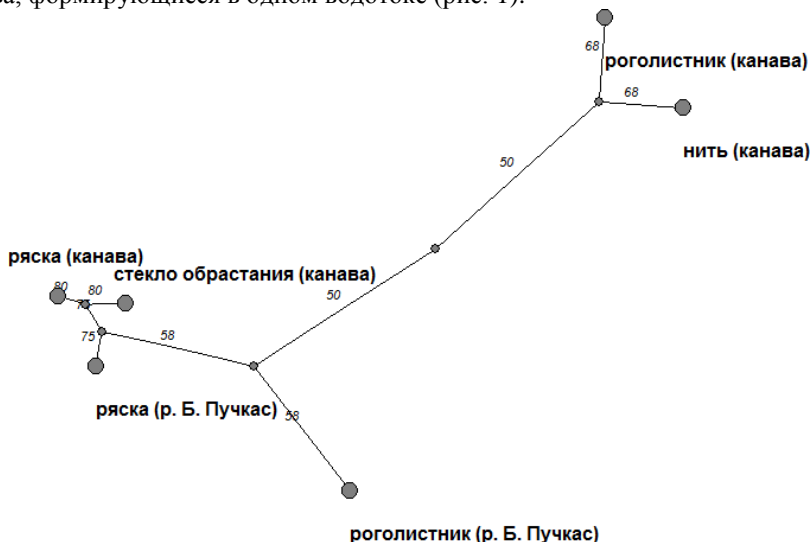 формирующиеся в одном водотоке (рис. 1).
68
роголистник (канава)
68
нить (канава)
50
ряска (канава)
стекло обрастания (канава)
80
80
50
75
58
ряска (р. Б. Пучкас)
58
роголистник (р. Б. Пучкас)